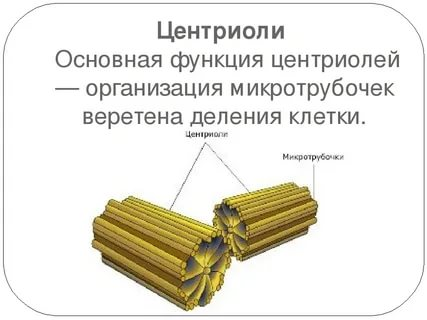 Центриоли
Основная функция центриолей
— организация микротрубочек
веретена деления клетки.
Центриоли
Микротрубочки